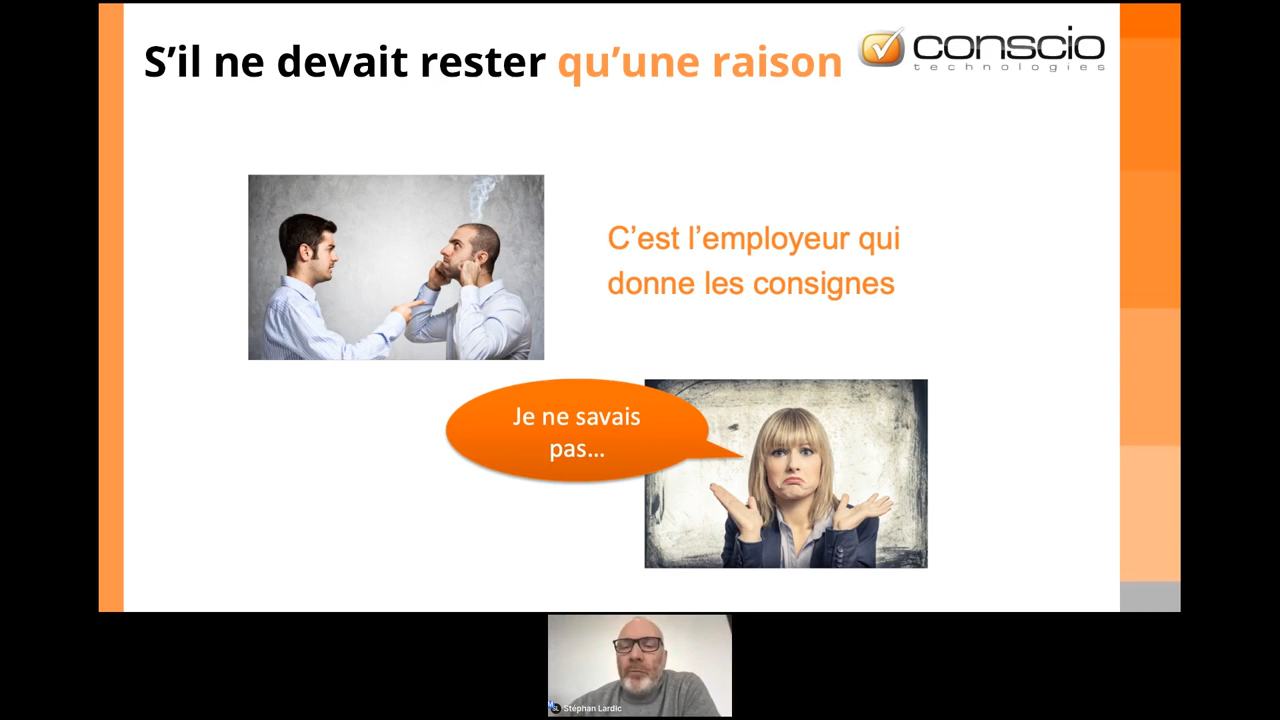 S’il ne devait rester qu’une raison
conscio
technologies
C’est l’employeur qui
donne les consignes
Je ne savais
pas...
SL
Stéphan Lardic